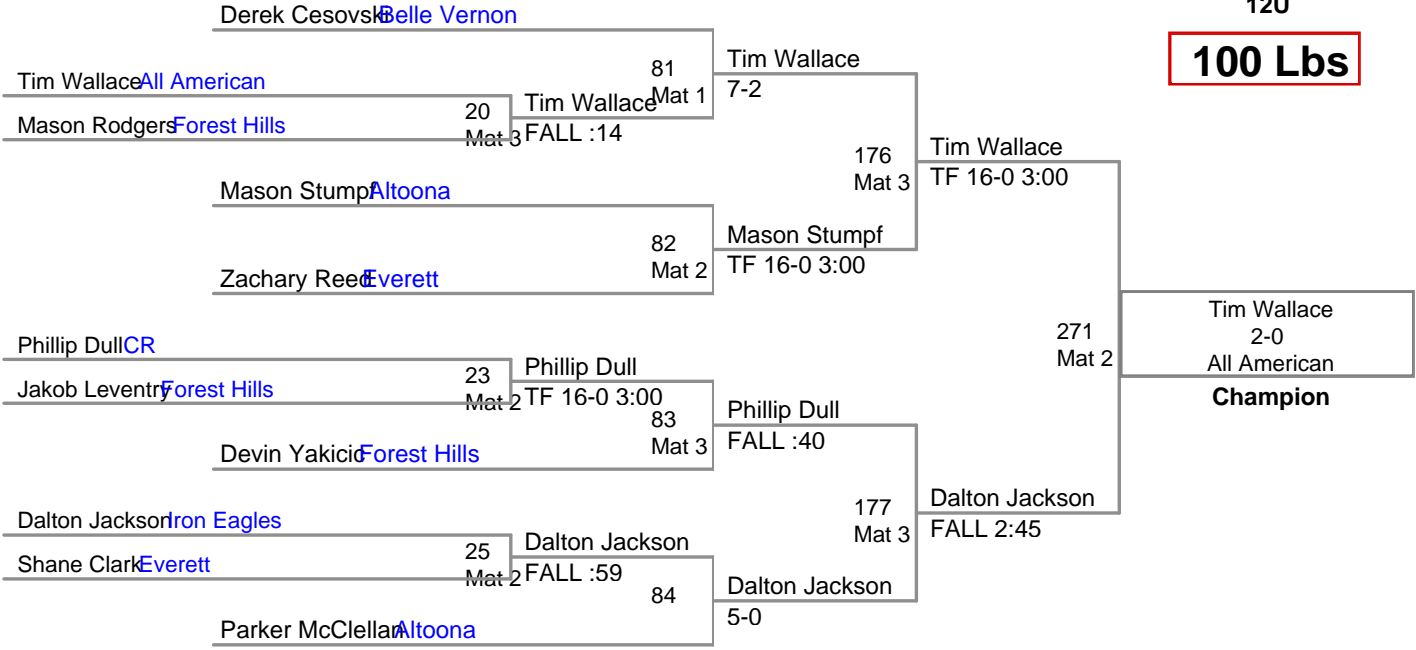 12U
100 Lbs
Derek Cesovski Belle Vernon
Tim Wallace All American
Mason Rodgers Forest Hills
20
Mat 3
Tim Wallace
FALL :14
81
Mat 1
Tim Wallace
7-2
Mason Stumpf Altoona
Zachary Reed Everett
82
Mat 2
Mason Stumpf
TF 16-0 3:00
176
Mat 3
Tim Wallace
TF 16-0 3:00
Phillip Dull CR
Jakob Leventry Forest Hills
23
Mat 2
Phillip Dull
TF 16-0 3:00
Devin Yakicic Forest Hills
83
Mat 3
Phillip Dull
FALL :40
Dalton Jackson Iron Eagles
Shane Clark Everett
25
Mat 2
Dalton Jackson
FALL :59
Parker McClellan Altoona
84
Dalton Jackson
5-0
177
Mat 3
Dalton Jackson
FALL 2:45
271
Mat 2
Tim Wallace
2-0
All American
Champion